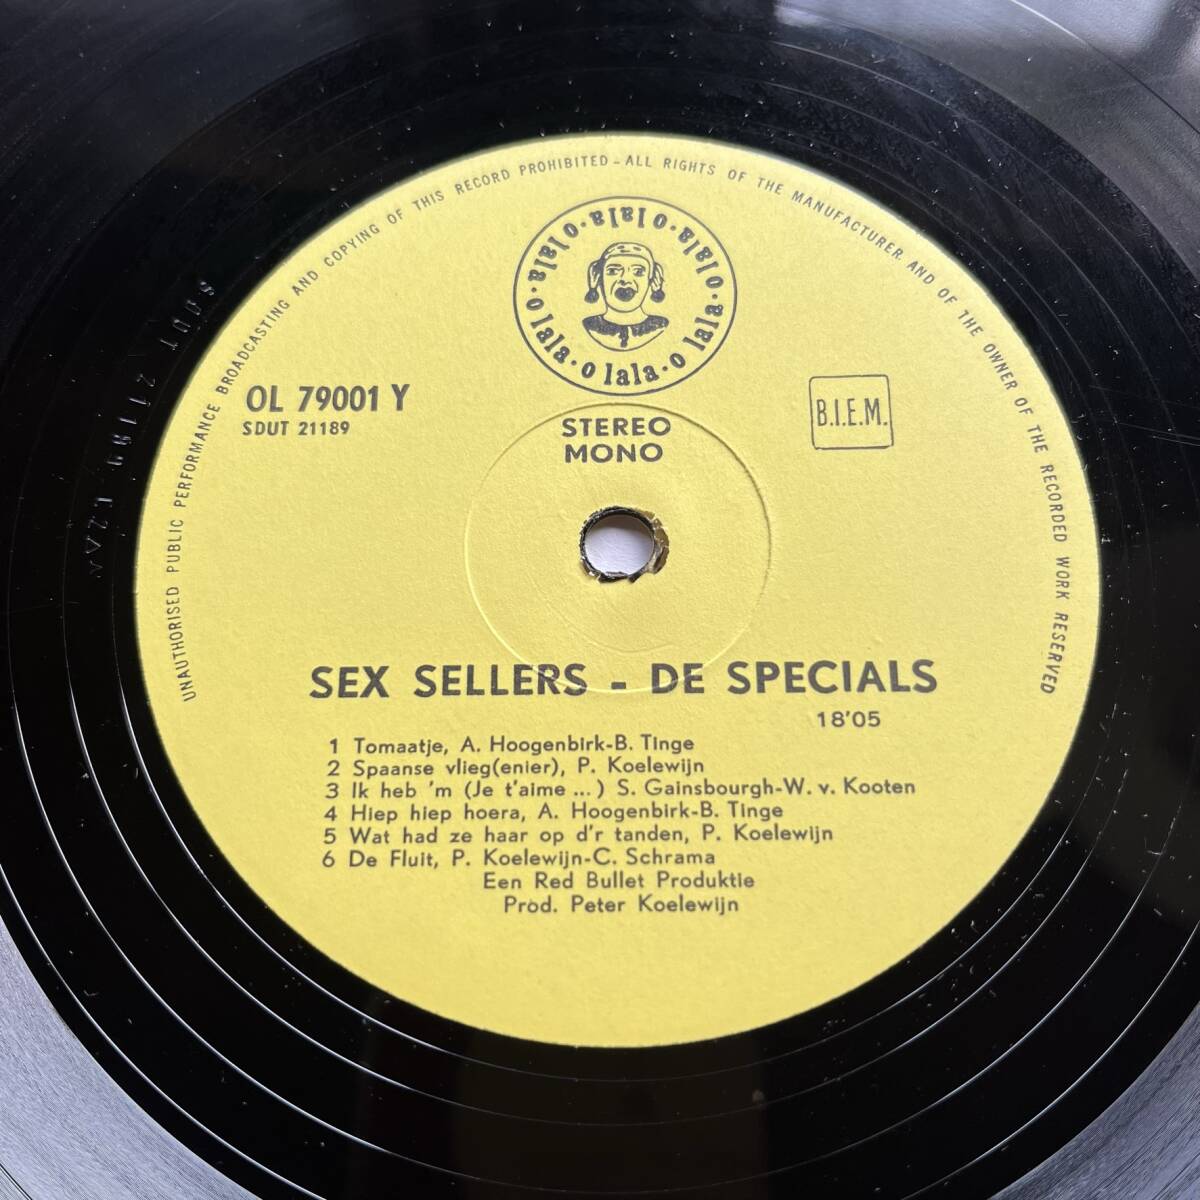 UNAUTHORISED PUBLIC PERFORMANCE BROADCASTING AND COPYING OF THIS RECORD PROHIBITED - ALL RIGHTS OF THE MANUFACTURER AND OF THE OWNER OF THE RECORDED WORK RESERVED
o lala · o lala · o lala · o lala · o lala · o lala ·
OL 79001 Y
SDUT 21189
STEREO
MONO
B.I.E.M.
SEX SELLERS - DE SPECIALS
18'05
1 Tomaatje, A. Hoogenbirk-B. Tinge
2 Spaanse vlieg(enier), P. Koelewijn
3 Ik heb 'm (Je t'aime ...) S. Gainsbourgh-W. v. Kooten
4 Hiep hiep hoera, A. Hoogenbirk-B. Tinge
5 Wat had ze haar op d'r tanden, P. Koelewijn
6 De Fluit, P. Koelewijn-C. Schrama
Een Red Bullet Produktie
Prod. Peter Koelewijn